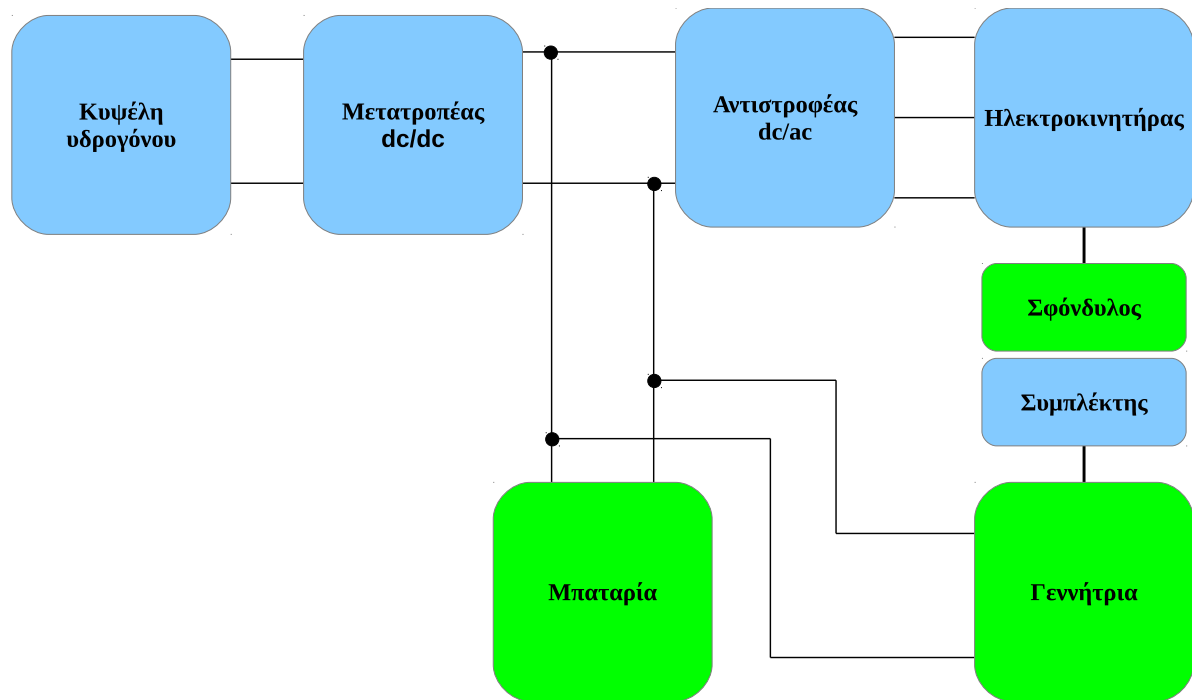 Κυψέλη
υδρογόνου
Μετατροπέας
dc/dc
Αντιστροφέας
dc/ac
Ηλεκτροκινητήρας
Σφόνδυλος
Συμπλέκτης
Μπαταρία
Γεννήτρια